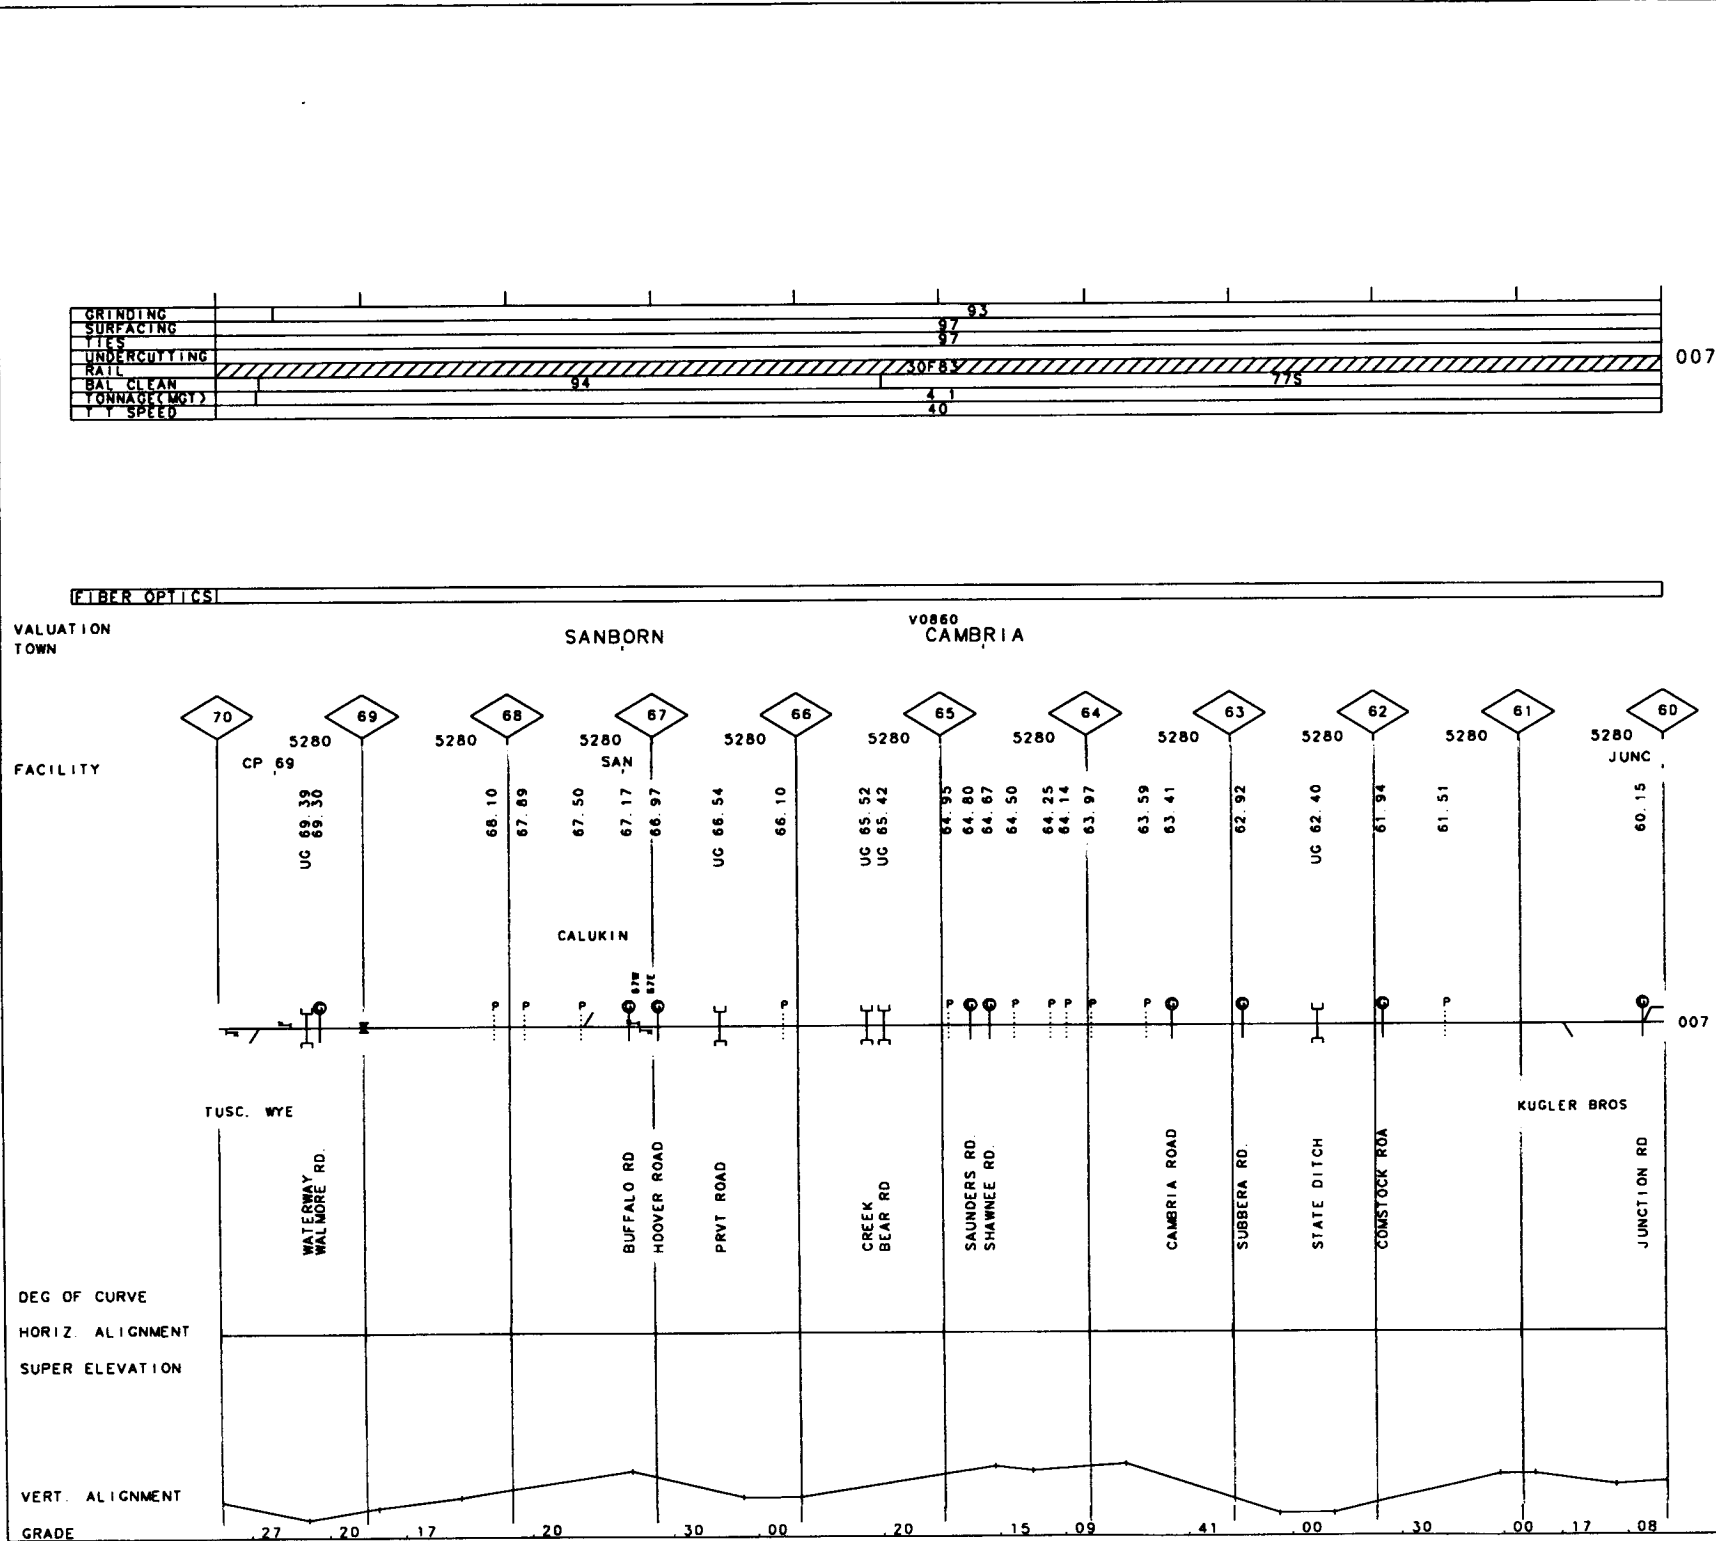 GRINDING 93
SURFACING 97
TIES 97
UNDERCUTTING
RAIL 30F83
007
BAL CLEAN 94 77S
TONNAGE(MGT) 4.1
T T SPEED 40
FIBER OPTICS
VALUATION V0860
TOWN SANBORN CAMBRIA
70 69 68 67 66 65 64 63 62 61 60
5280 5280 5280 5280 5280 5280 5280 5280 5280 5280
FACILITY CP 69 SAN JUNC
UG 69.39
69.30
68.10
67.89
67.50
67.17
66.97
UG 66.54
66.10
UG 65.52
UG 65.42
64.95
64.80
64.67
64.50
64.25
64.14
63.97
63.59
63.41
62.92
UG 62.40
61.94
61.51
60.15
CALUKIN
67W
67E
G P P P G G P P G G P P P P P G G G P G
007
TUSC. WYE KUGLER BROS
WATERWAY
WALMORE RD.
BUFFALO RD
HOOVER ROAD
PRVT ROAD
CREEK
BEAR RD
SAUNDERS RD.
SHAWNEE RD.
CAMBRIA ROAD
SUBBERA RD.
STATE DITCH
COMSTOCK ROA
JUNCTION RD
DEG OF CURVE
HORIZ. ALIGNMENT
SUPER ELEVATION
VERT. ALIGNMENT
GRADE .27 .20 .17 .20 .30 .00 .20 .15 .09 .41 .00 .30 .00 .17 .08